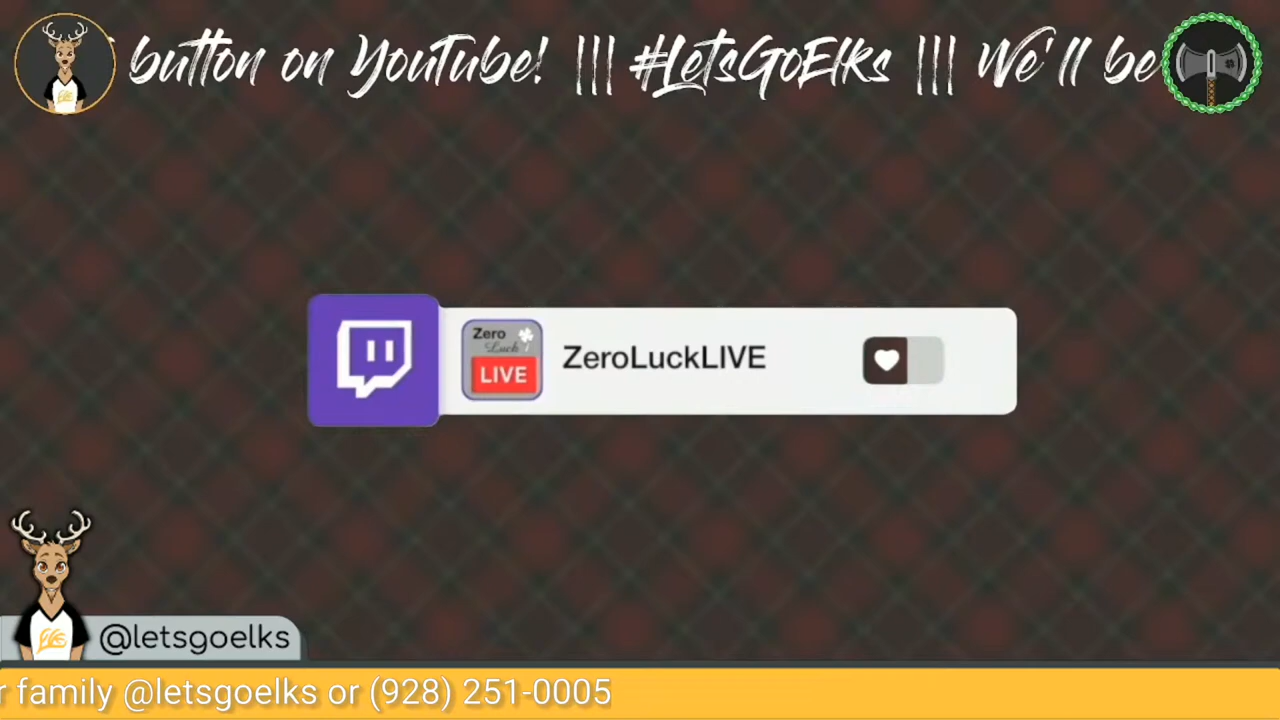 button on YouTube! ||| #LetsGoElks ||| We'll be
Zero
Luck
LIVE
ZeroLuckLIVE
@letsgoelks
r family @letsgoelks or (928) 251-0005